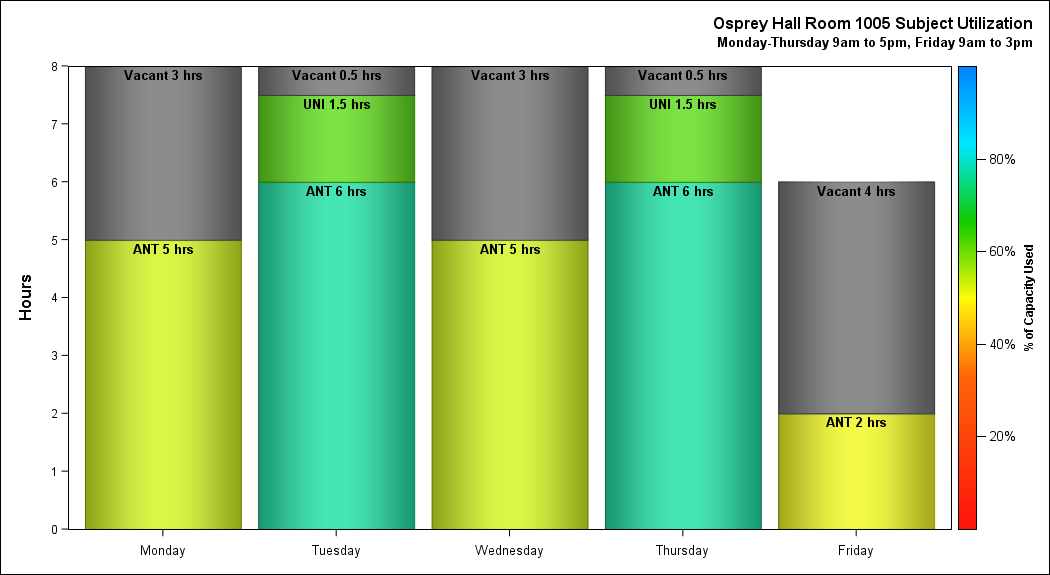 Osprey Hall Room 1005 Subject Utilization
Monday-Thursday 9am to 5pm, Friday 9am to 3pm
Hours
8
7
6
5
4
3
2
1
0
Vacant 3 hrs
ANT 5 hrs
Vacant 0.5 hrs
UNI 1.5 hrs
ANT 6 hrs
Vacant 3 hrs
ANT 5 hrs
Vacant 0.5 hrs
UNI 1.5 hrs
ANT 6 hrs
Vacant 4 hrs
ANT 2 hrs
Monday
Tuesday
Wednesday
Thursday
Friday
80%
60%
40%
20%
% of Capacity Used